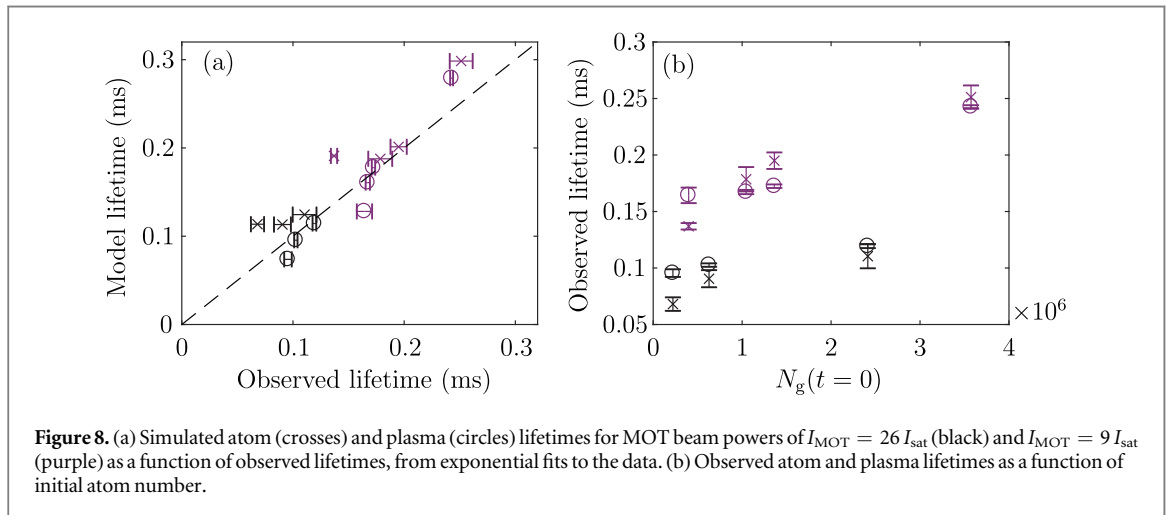 (a)
0.3
0.2
0.1
0
Model lifetime (ms)
0 0.1 0.2 0.3
Observed lifetime (ms)
(b)
0.3
0.25
0.2
0.15
0.1
0.05
Observed lifetime (ms)
×10⁶
0 1 2 3 4
N_g(t = 0)
Figure 8. (a) Simulated atom (crosses) and plasma (circles) lifetimes for MOT beam powers of I_MOT = 26 I_sat (black) and I_MOT = 9 I_sat
(purple) as a function of observed lifetimes, from exponential fits to the data. (b) Observed atom and plasma lifetimes as a function of
initial atom number.